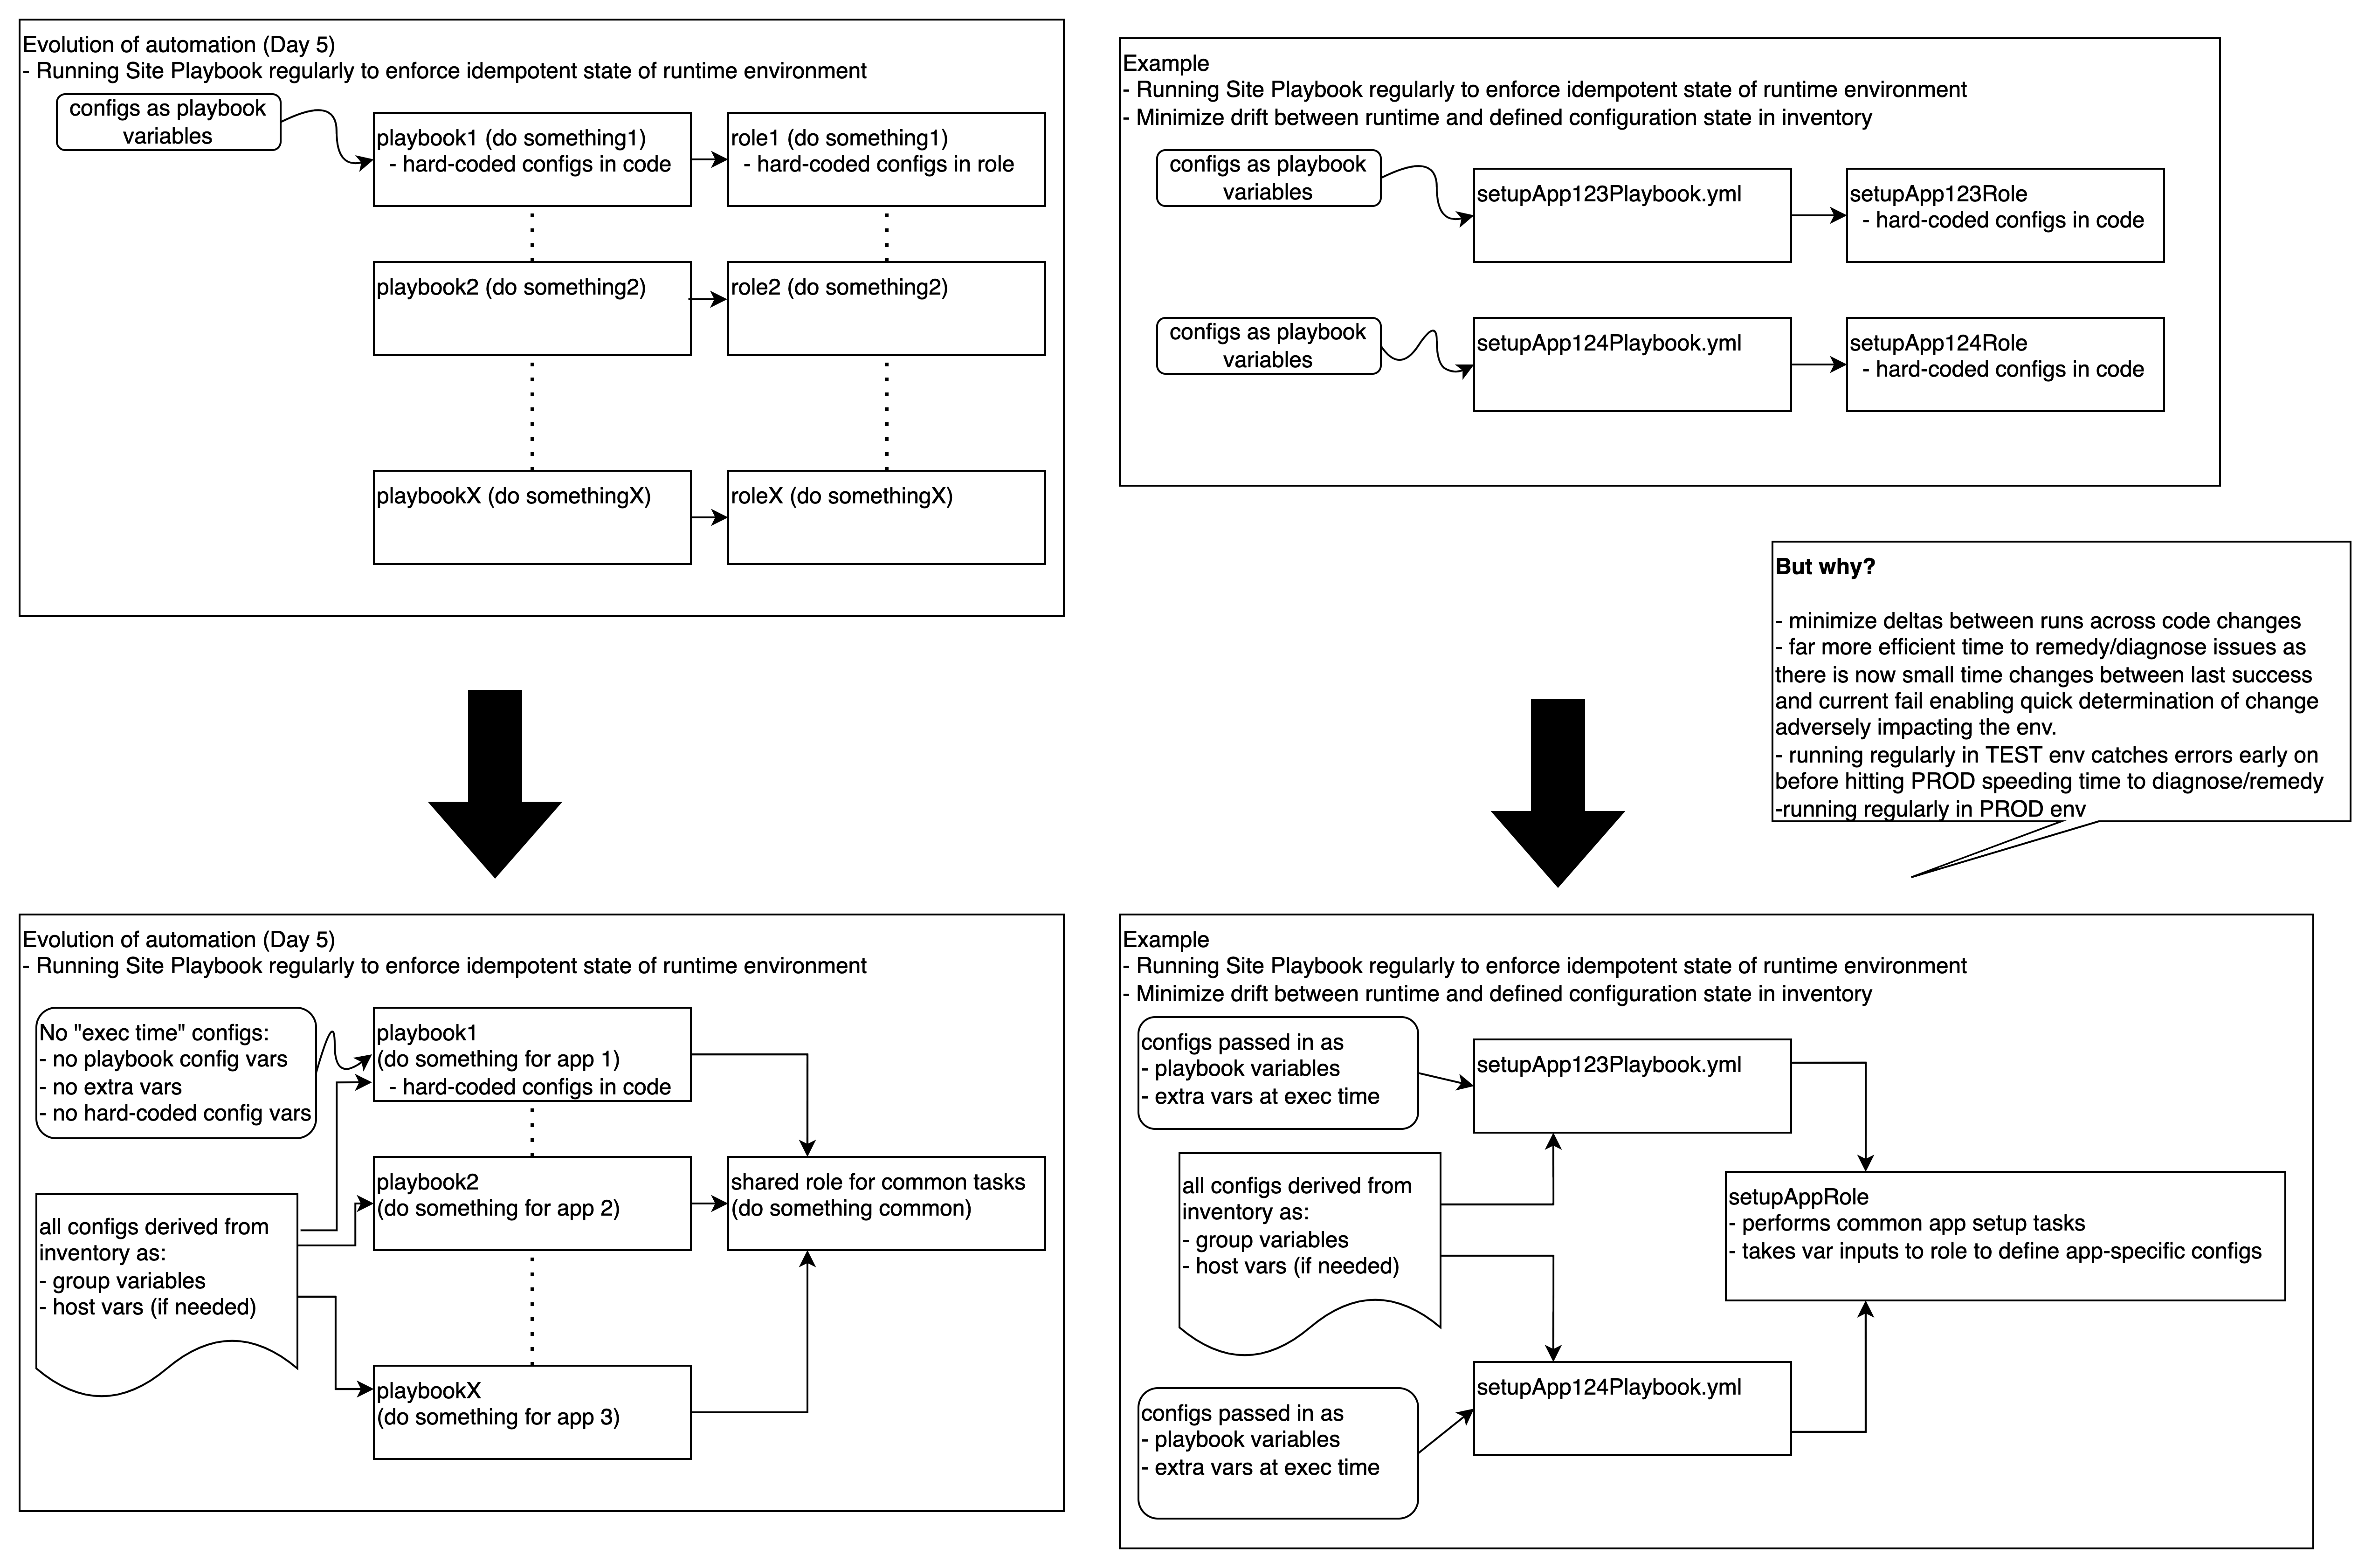 Evolution of automation (Day 5)
- Running Site Playbook regularly to enforce idempotent state of runtime environment
configs as playbook
variables
playbook1 (do something1)
- hard-coded configs in code
role1 (do something1)
- hard-coded configs in role
playbook2 (do something2)
role2 (do something2)
playbookX (do somethingX)
roleX (do somethingX)
Example
- Running Site Playbook regularly to enforce idempotent state of runtime environment
- Minimize drift between runtime and defined configuration state in inventory
configs as playbook
variables
setupApp123Playbook.yml
setupApp123Role
- hard-coded configs in code
configs as playbook
variables
setupApp124Playbook.yml
setupApp124Role
- hard-coded configs in code
But why?
- minimize deltas between runs across code changes
- far more efficient time to remedy/diagnose issues as
there is now small time changes between last success
and current fail enabling quick determination of change
adversely impacting the env.
- running regularly in TEST env catches errors early on
before hitting PROD speeding time to diagnose/remedy
-running regularly in PROD env
Evolution of automation (Day 5)
- Running Site Playbook regularly to enforce idempotent state of runtime environment
No "exec time" configs:
- no playbook config vars
- no extra vars
- no hard-coded config vars
playbook1
(do something for app 1)
- hard-coded configs in code
all configs derived from
inventory as:
- group variables
- host vars (if needed)
playbook2
(do something for app 2)
shared role for common tasks
(do something common)
playbookX
(do something for app 3)
Example
- Running Site Playbook regularly to enforce idempotent state of runtime environment
- Minimize drift between runtime and defined configuration state in inventory
configs passed in as
- playbook variables
- extra vars at exec time
setupApp123Playbook.yml
all configs derived from
inventory as:
- group variables
- host vars (if needed)
setupAppRole
- performs common app setup tasks
- takes var inputs to role to define app-specific configs
configs passed in as
- playbook variables
- extra vars at exec time
setupApp124Playbook.yml